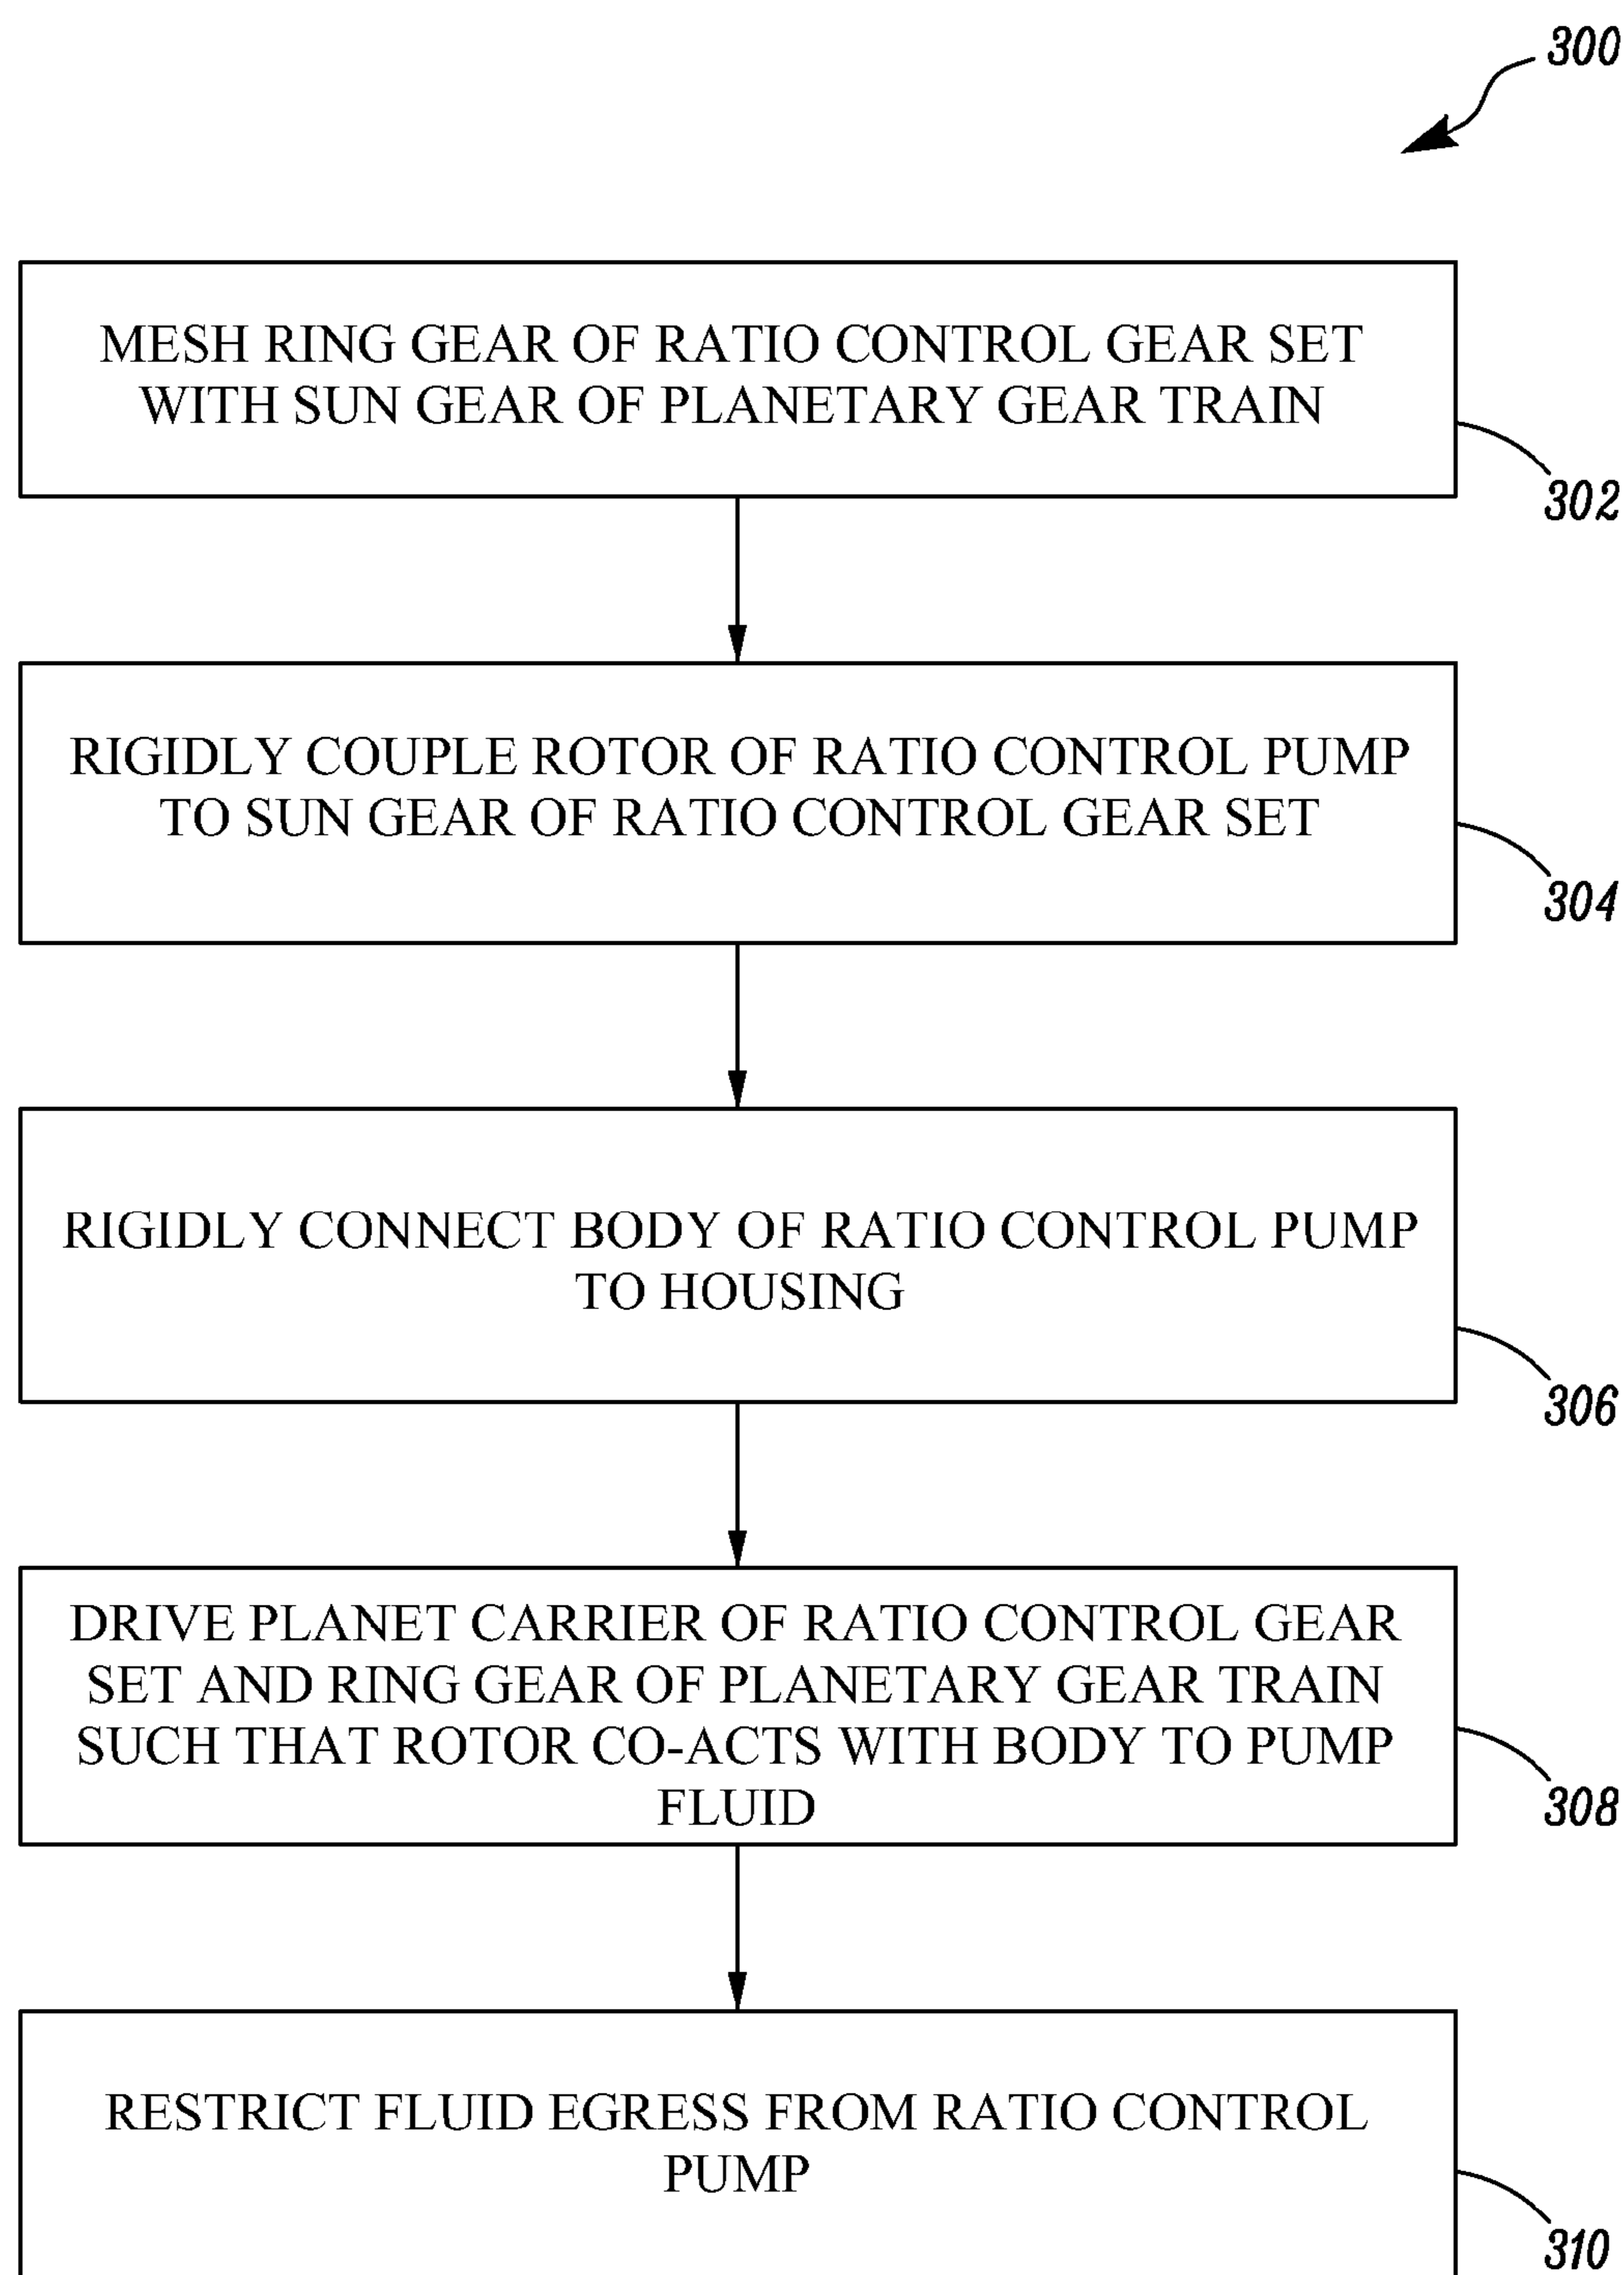 300
MESH RING GEAR OF RATIO CONTROL GEAR SET
WITH SUN GEAR OF PLANETARY GEAR TRAIN
302
RIGIDLY COUPLE ROTOR OF RATIO CONTROL PUMP
TO SUN GEAR OF RATIO CONTROL GEAR SET
304
RIGIDLY CONNECT BODY OF RATIO CONTROL PUMP
TO HOUSING
306
DRIVE PLANET CARRIER OF RATIO CONTROL GEAR
SET AND RING GEAR OF PLANETARY GEAR TRAIN
SUCH THAT ROTOR CO-ACTS WITH BODY TO PUMP
FLUID
308
RESTRICT FLUID EGRESS FROM RATIO CONTROL
PUMP
310